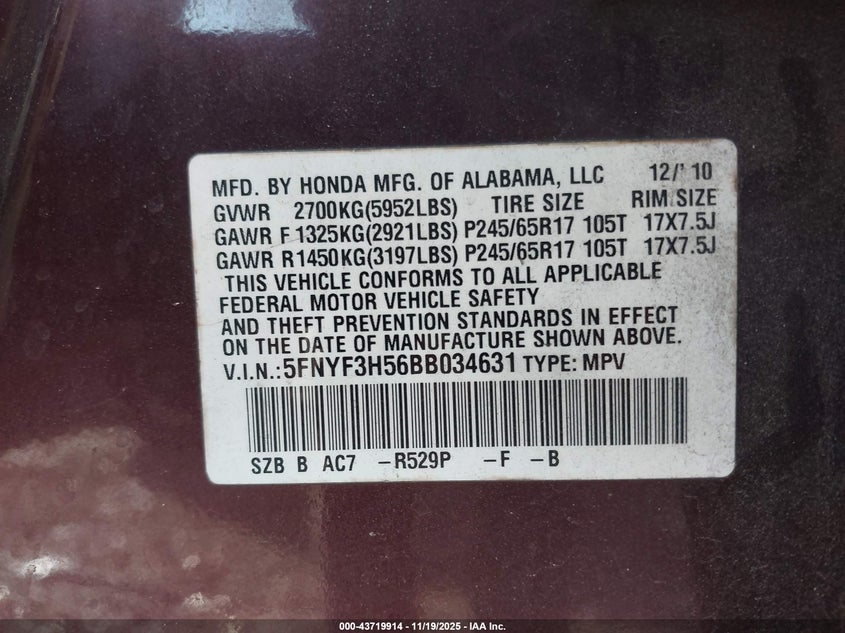 MFD. BY HONDA MFG. OF ALABAMA, LLC 12/'10
GVWR 2700KG(5952LBS) TIRE SIZE RIM SIZE
GAWR F 1325KG(2921LBS) P245/65R17 105T 17X7.5J
GAWR R1450KG(3197LBS) P245/65R17 105T 17X7.5J
THIS VEHICLE CONFORMS TO ALL APPLICABLE
FEDERAL MOTOR VEHICLE SAFETY
AND THEFT PREVENTION STANDARDS IN EFFECT
ON THE DATE OF MANUFACTURE SHOWN ABOVE.
V.I.N.:5FNYF3H56BB034631 TYPE: MPV
SZB B AC7 -R529P -F -B
000-43719914 - 11/19/2025 - IAA Inc.